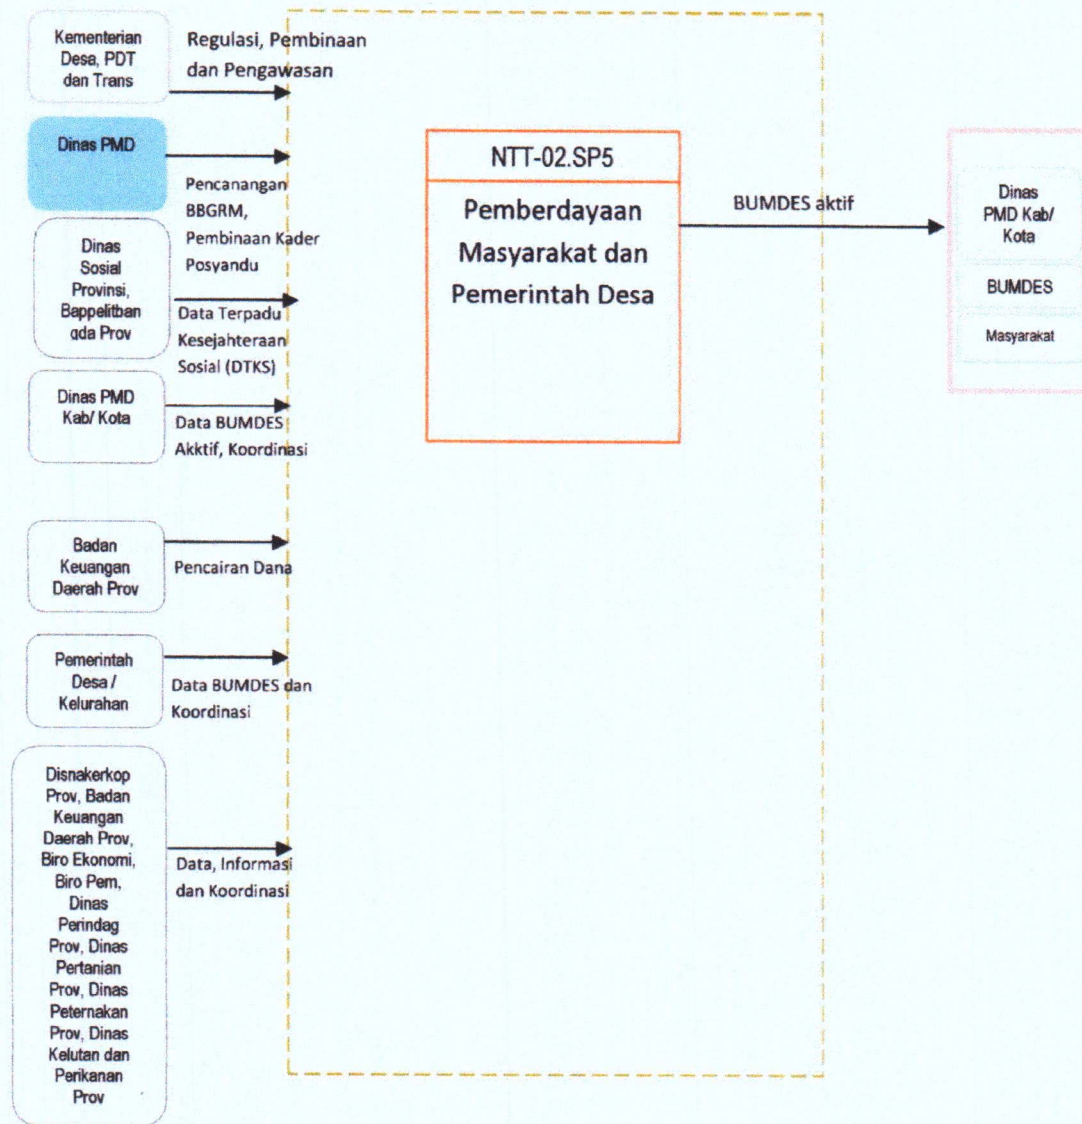 Kementerian
Desa, PDT
dan Trans
Regulasi, Pembinaan
dan Pengawasan
Dinas PMD
Pencanangan
BBGRM,
Pembinaan Kader
Posyandu
Dinas
Sosial
Provinsi,
Bappelitban
gda Prov
Data Terpadu
Kesejahteraan
Sosial (DTKS)
Dinas PMD
Kab/ Kota
Data BUMDES
Akktif, Koordinasi
Badan
Keuangan
Daerah Prov
Pencairan Dana
Pemerintah
Desa /
Kelurahan
Data BUMDES dan
Koordinasi
Disnakerkop
Prov, Badan
Keuangan
Daerah Prov,
Biro Ekonomi,
Biro Pem,
Dinas
Perindag
Prov, Dinas
Pertanian
Prov, Dinas
Peternakan
Prov, Dinas
Kelutan dan
Perikanan
Prov
Data, Informasi
dan Koordinasi
NTT-02.SP5
Pemberdayaan
Masyarakat dan
Pemerintah Desa
BUMDES aktif
Dinas
PMD Kab/
Kota
BUMDES
Masyarakat